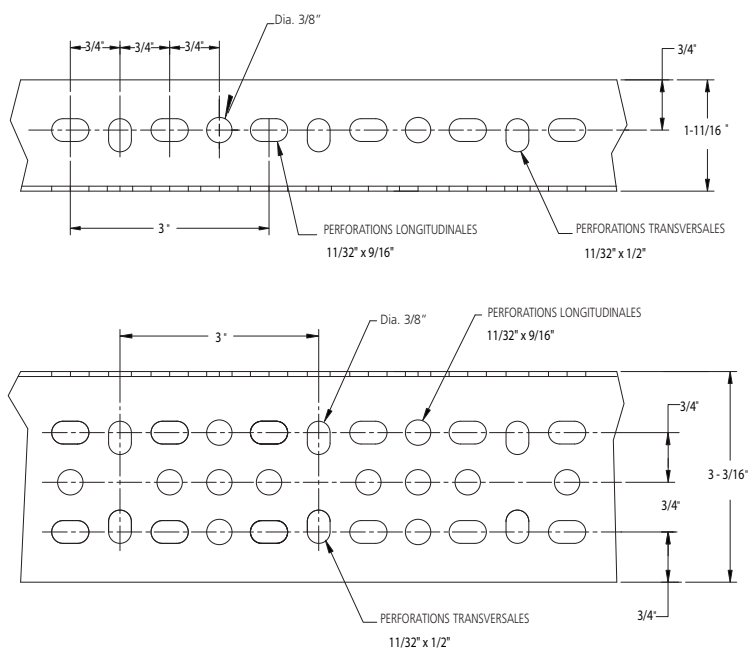 Dia. 3/8"
3/4"
3/4"
3/4"
3/4"
1-11/16 "
3 "
PERFORATIONS LONGITUDINALES
11/32" x 9/16"
PERFORATIONS TRANSVERSALES
11/32" x 1/2"
Dia. 3/8"
PERFORATIONS LONGITUDINALES
11/32" x 9/16"
3 "
3/4"
3 - 3/16"
3/4"
3/4"
PERFORATIONS TRANSVERSALES
11/32" x 1/2"